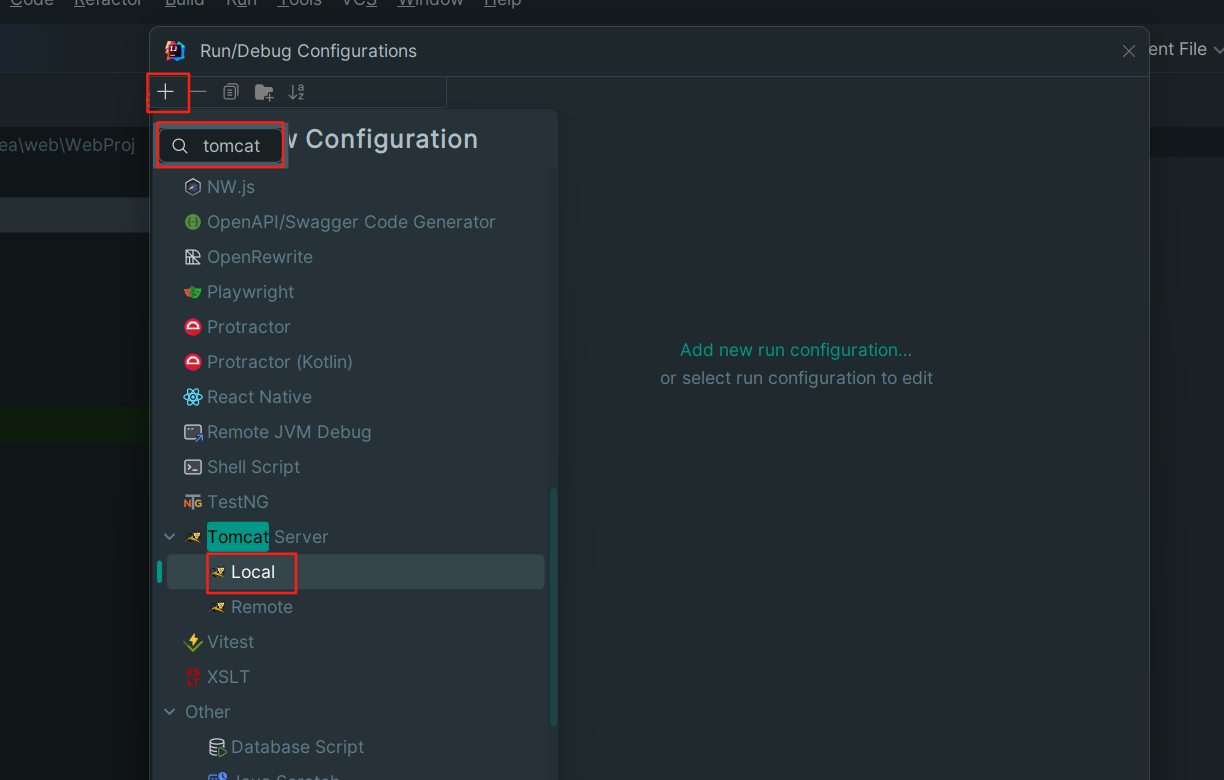 Code Refactor Build Run Tools VCS Window Help
Run/Debug Configurations
ent File
ea\web\WebProj
w Configuration
tomcat
NW.js
OpenAPI/Swagger Code Generator
OpenRewrite
Playwright
Protractor
Protractor (Kotlin)
React Native
Remote JVM Debug
Shell Script
TestNG
Tomcat Server
Local
Remote
Vitest
XSLT
Other
Database Script
Java Scratch
Add new run configuration...
or select run configuration to edit